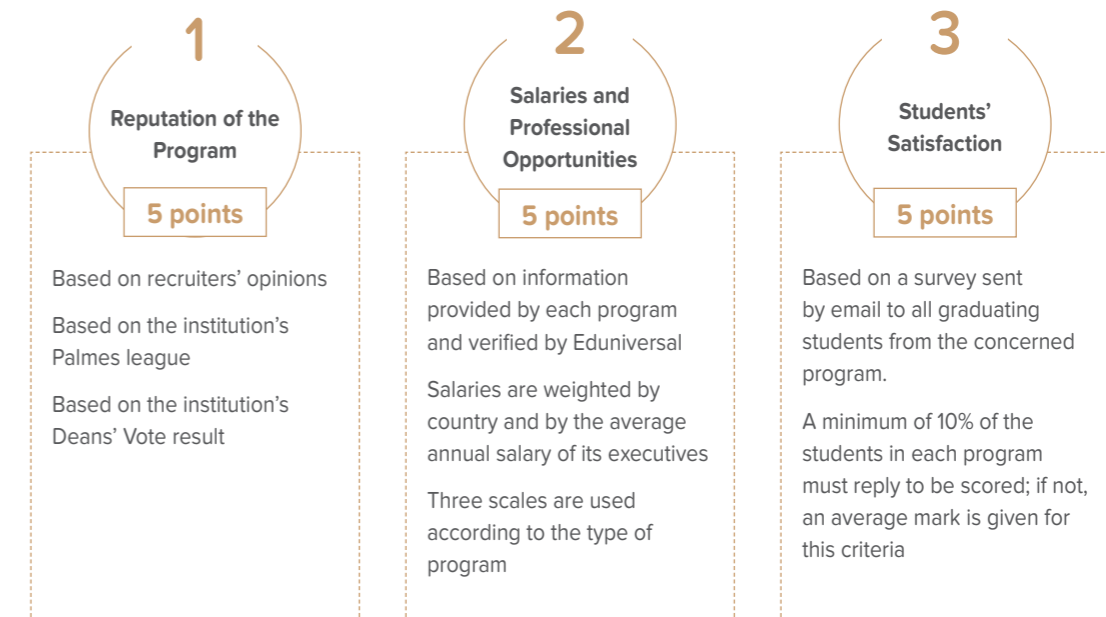 1
Reputation of the
Program
5 points
Based on recruiters’ opinions
Based on the institution’s
Palmes league
Based on the institution’s
Deans’ Vote result
2
Salaries and
Professional
Opportunities
5 points
Based on information
provided by each program
and verified by Eduniversal
Salaries are weighted by
country and by the average
annual salary of its executives
Three scales are used
according to the type of
program
3
Students’
Satisfaction
5 points
Based on a survey sent
by email to all graduating
students from the concerned
program.
A minimum of 10% of the
students in each program
must reply to be scored; if not,
an average mark is given for
this criteria